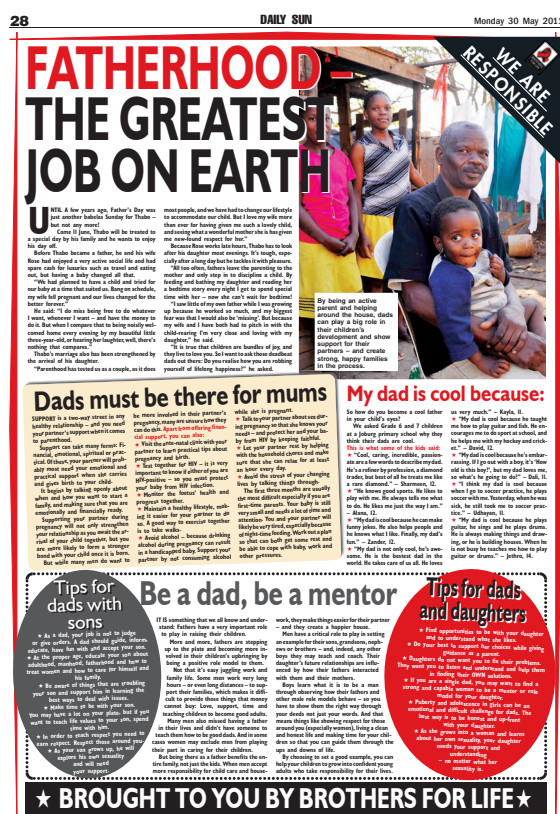 28
DAILY SUN
Monday 30 May 2011
WE ARE
RESPONSIBLE
FATHERHOOD –
THE GREATEST
JOB ON EARTH
UNTIL A few years ago, Father's Day was
just another babelas Sunday for Thabo –
but not any more!
Come 11 June, Thabo will be treated to
a special day by his family and he wants to enjoy
his day off.
Before Thabo became a father, he and his wife
Rose had enjoyed a very active social life and had
spare cash for luxuries such as travel and eating
out, but having a baby changed all that.
"We had planned to have a child and tried for
our baby at a time that suited us. Bang on schedule,
my wife fell pregnant and our lives changed for the
better forever."
He said: "I do miss being free to do whatever
I want, whenever I want – and have the money to
do it. But when I compare that to being noisily wel-
comed home every evening by my beautiful little
three-year-old, or hearing her laughter, well, there's
nothing that compares."
Thabo's marriage also has been strengthened by
the arrival of his daughter.
"Parenthood has tested us as a couple, as it does
most people, and we have had to change our lifestyle
to accommodate our child. But I love my wife more
than ever for having given me such a lovely child,
and seeing what a wonderful mother she is has given
me new-found respect for her."
Because Rose works late hours, Thabo has to look
after his daughter most evenings. It's tough, espe-
cially after a long day but he tackles it with pleasure.
"All too often, fathers leave the parenting to the
mother and only step in to discipline a child. By
feeding and bathing my daughter and reading her
a bedtime story every night I get to spend special
time with her – now she can't wait for bedtime!
"I saw little of my own father while I was growing
up because he worked so much, and my biggest
fear was that I would also be 'missing'. But because
my wife and I have both had to pitch in with the
child-rearing I'm very close and loving with my
daughter," he said.
"It is true that children are bundles of joy, and
they live to love you. So I want to ask those deadbeat
dads out there: Do you realise how you are robbing
yourself of lifelong happiness?" he asked.
By being an active
parent and helping
around the house, dads
can play a big role in
their children's
development and show
support for their
partners – and create
strong, happy families
in the process.
Dads must be there for mums
SUPPORT is a two-way street in any
healthy relationship – and you need
your partner's support when it comes
to parenthood.
Support can take many forms: Fi-
nancial, emotional, spiritual or prac-
tical. Of these, your partner will prob-
ably most need your emotional and
practical support when she carries
and gives birth to your child.
It begins by talking openly about
when and how you want to start a
family, and making sure that you are
emotionally and financially ready.
Supporting your partner during
pregnancy will not only strengthen
your relationship as you await the ar-
rival of your child together, but you
are more likely to form a stronger
bond with your child once it is born.
But while many men do want to
be more involved in their partner's
pregnancy, many are unsure how they
can do this. Apart from offering finan-
cial support, you can also:
★ Visit the ante-natal clinic with your
partner to learn practical tips about
pregnancy and birth.
★ Test together for HIV – it is very
important to know if either of you are
HIV-positive – so you must protect
your baby from HIV infection.
★ Monitor the foetus' health and
progress together.
★ Maintain a healthy lifestyle, mak-
ing it easier for your partner to do
so. A good way to exercise together
is to take walks.
★ Avoid alcohol – because drinking
alcohol during pregnancy can result
in a handicapped baby. Support your
partner by not consuming alcohol
while she is pregnant.
★ Talk to your partner about sex dur-
ing pregnancy so that she knows your
needs – and protect her and your ba-
by from HIV by keeping faithful.
★ Let your partner rest by helping
with the household chores and make
sure that she can relax for at least
an hour every day.
★ Avoid the stress of your changing
lives by talking things through.
The first three months are usually
the most difficult especially if you are
first-time parents. Your baby is still
very small and needs a lot of time and
attention. You and your partner will
likely be very tired, especially because
of night-time feeding. Work out a plan
so that can both get some rest and
be able to cope with baby, work and
other pressures.
My dad is cool because:
So how do you become a cool father
in your child's eyes?
We asked Grade 6 and 7 children
at a Joburg primary school why they
think their dads are cool.
This is what some of the kids said:
★ "Cool, caring, incredible, passion-
ate are a few words to describe my dad.
He's a refiner by profession, a diamond
trader, but best of all he treats me like
a rare diamond." – Sharmeen, 12.
★ "He knows good sports. He likes to
play with me. He always tells me what
to do. He likes me just the way I am."
– Alana, 12.
★ "My dad is cool because he can make
funny jokes. He also helps people and
he knows what I like. Finally, my dad's
fun." – Zander, 12.
★ "My dad is not only cool, he's awe-
some. He is the bestest dad in the
world. He takes care of us all. He loves
us very much." – Kayla, 11.
★ "My dad is cool because he taught
me how to play guitar and fish. He en-
courages me to do sport at school, and
he helps me with my hockey and crick-
et." – David, 12.
★ "My dad is cool because he's embar-
rassing. If I go out with a boy, it's 'How
old is this boy?', but my dad loves me,
so what's he going to do!" – Dali, 11.
★ "I think my dad is cool because
when I go to soccer practice, he plays
soccer with me. Yesterday, when he was
sick, he still took me to soccer prac-
tice." – Udhayan, 11.
★ "My dad is cool because he plays
guitar, he sings and he plays drums.
He is always making things and draw-
ing, or he is building houses. When he
is not busy he teaches me how to play
guitar or drums." – Jethro, 14.
Tips for
dads with
sons
★ As a dad, your job is not to judge
or give orders. A dad should guide, inform,
educate, have fun with and accept your son.
★ At the proper age, educate your son about
adulthood, manhood, fatherhood and how to
treat women and how to care for himself and
his family.
★ Be aware of things that are troubling
your son and support him in learning the
best ways to deal with issues.
★ Make time to be with your son.
You may have a lot on your plate, but if you
want to teach life values to your son, spend
time with him.
★ In order to teach respect you need to
earn respect. Respect those around you.
★ As your son grows up, he will
explore his own sexuality
and will need
your support.
Be a dad, be a mentor
IT IS something that we all know and under-
stand: Fathers have a very important role
to play in raising their children.
More and more, fathers are stepping
up to the plate and becoming more in-
volved in their children's upbringing by
being a positive role model to them.
Not that it's easy juggling work and
family life. Some men work very long
hours – or even long distances – to sup-
port their families, which makes it diffi-
cult to provide those things that money
cannot buy: Love, support, time and
teaching children to become good adults.
Many men also missed having a father
in their lives and didn't have someone to
teach them how to be good dads. And in some
cases women may exclude men from playing
their part in caring for their children.
But being there as a father benefits the en-
tire family, not just the kids. When men accept
more responsibility for child care and house-
work, they make things easier for their partner
– and they create a happier house.
Men have a critical role to play in setting
an example for their sons, grandsons, neph-
ews or brothers – and, indeed, any other
boys they may teach and coach. Their
daughter's future relationships are influ-
enced by how their fathers interacted
with them and their mothers.
Boys learn what it is to be a man
through observing how their fathers and
other male role models behave – so you
have to show them the right way through
your deeds not just your words. And that
means things like showing respect for those
around you (especially women), living a clean
and honest life and making time for your chil-
dren so that you can guide them through the
ups and downs of life.
By choosing to set a good example, you can
help your children to grow into confident young
adults who take responsibility for their lives.
Tips for dads
and daughters
★ Find opportunities to be with your daughter
and to understand what she likes.
★ Do your best to support her choices while giving
guidance as a parent.
★ Daughters do not want you to fix their problems.
They want you to listen and understand and help them
in finding their OWN solutions.
★ If you are a single dad, you may want to find a
strong and capable woman to be a mentor or role
model for your daughter.
★ Puberty and adolescence in girls can be an
emotional and difficult challenge for dads. The
best way is to be honest and up-front
with your daughter.
★ As she grows into a woman and learns
about her own sexuality, your daughter
needs your support and
understanding
– no matter what her
sexuality is.
★ BROUGHT TO YOU BY BROTHERS FOR LIFE ★